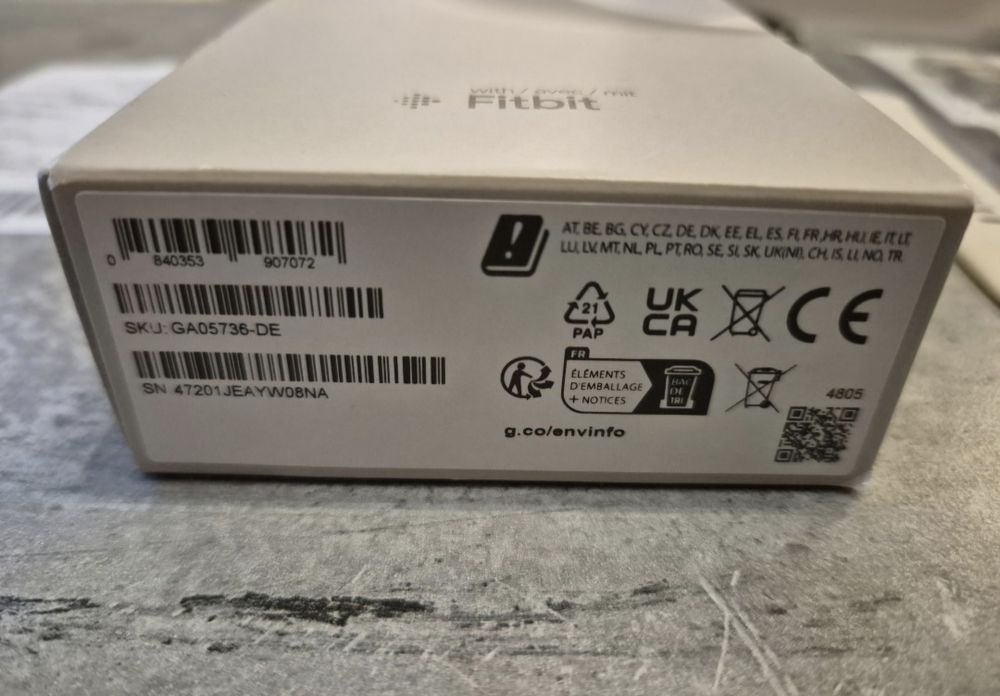 with / avec / mit
Fitbit
0 840353 907072
SKU: GA05736-DE
SN 47201JEAYW08NA
AT, BE, BG, CY, CZ, DE, DK, EE, EL, ES, FI, FR, HR, HU, IE, IT, LT
LU, LV, MT, NL, PL, PT, RO, SE, SI, SK, UK(NI), CH, IS, LI, NO, TR
21
PAP
UK
CA
CE
FR
ÉLÉMENTS
D'EMBALLAGE
+ NOTICES
BAC
DE
TRI
g.co/envinfo
4805